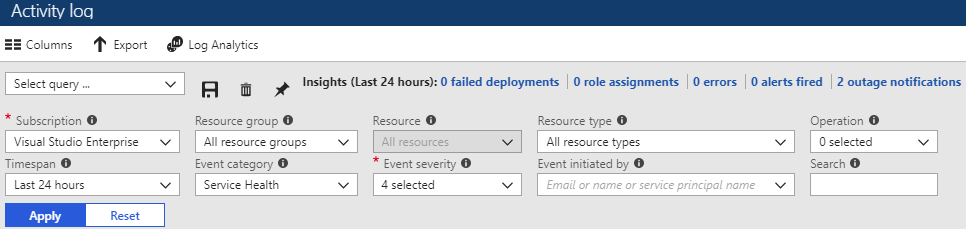 Activity log
Columns Export Log Analytics
Select query ... Insights (Last 24 hours): 0 failed deployments 0 role assignments 0 errors 0 alerts fired 2 outage notifications
* Subscription Resource group Resource Resource type Operation
Visual Studio Enterprise All resource groups All resources All resource types 0 selected
Timespan Event category * Event severity Event initiated by Search
Last 24 hours Service Health 4 selected Email or name or service principal name
Apply Reset